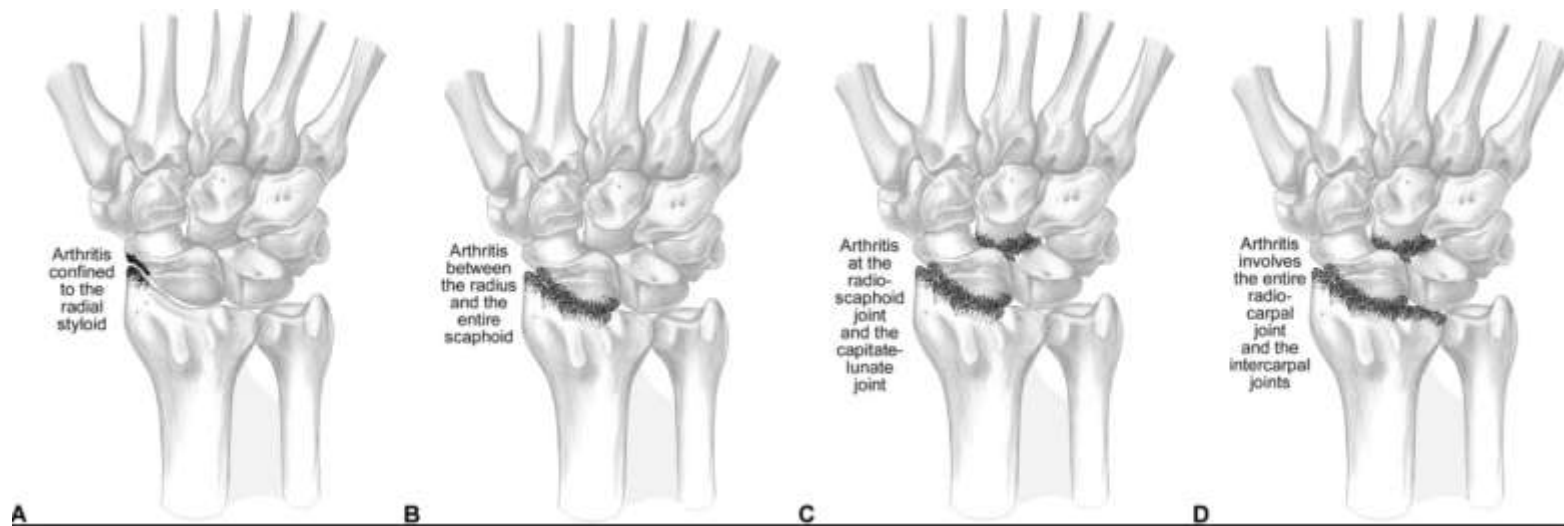 Arthritis
confined
to the
radial
styloid
A
Arthritis
between
the radius
and the
entire
scaphoid
B
Arthritis
at the
radio-
scaphoid
joint
and the
capitate-
lunate
joint
C
Arthritis
involves
the entire
radio-
carpal
joint
and the
intercarpal
joints
D